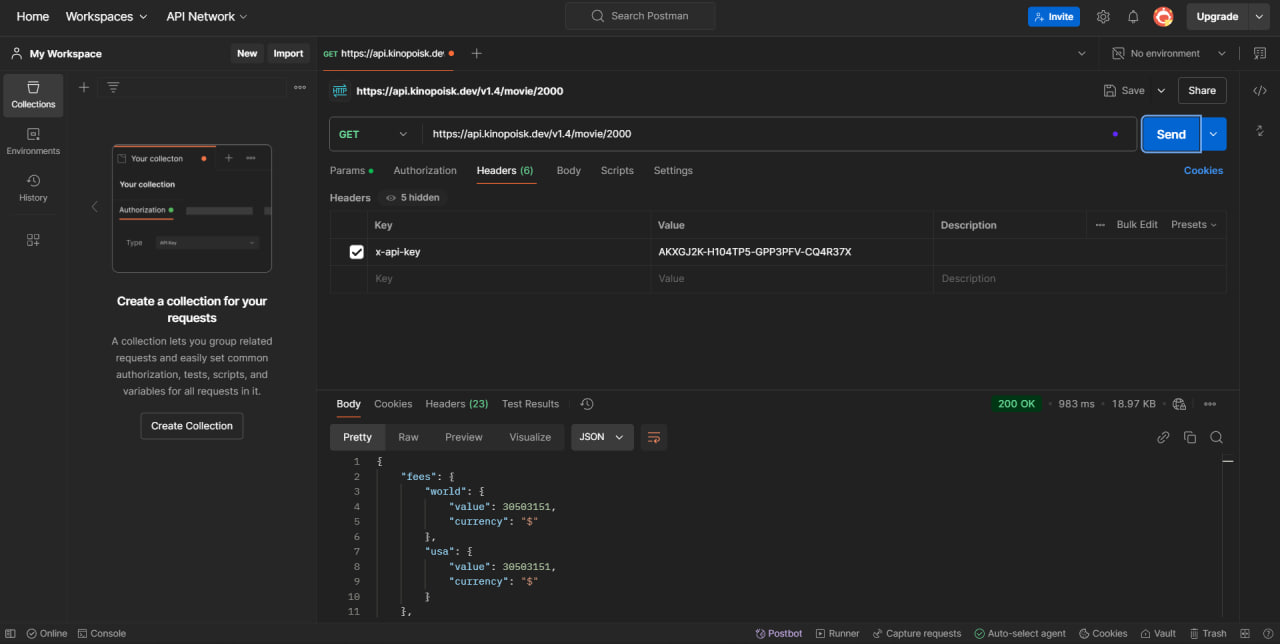 Home Workspaces API Network Search Postman Invite Upgrade
My Workspace New Import GET https://api.kinopoisk.de No environment
Collections
Environments
History
Your collecton
Your collection
Authorization
Type API Key
Create a collection for your
requests
A collection lets you group related
requests and easily set common
authorization, tests, scripts, and
variables for all requests in it.
Create Collection
HTTP https://api.kinopoisk.dev/v1.4/movie/2000 Save Share
GET https://api.kinopoisk.dev/v1.4/movie/2000 Send
Params Authorization Headers (6) Body Scripts Settings Cookies
Headers 5 hidden
Key Value Description Bulk Edit Presets
x-api-key AKXGJ2K-H104TP5-GPP3PFV-CQ4R37X
Key Value Description
Body Cookies Headers (23) Test Results 200 OK 983 ms 18.97 KB
Pretty Raw Preview Visualize JSON
1 {
2 "fees": {
3 "world": {
4 "value": 30503151,
5 "currency": "$"
6 },
7 "usa": {
8 "value": 30503151,
9 "currency": "$"
10 }
11 },
Online Console Postbot Runner Capture requests Auto-select agent Cookies Vault Trash